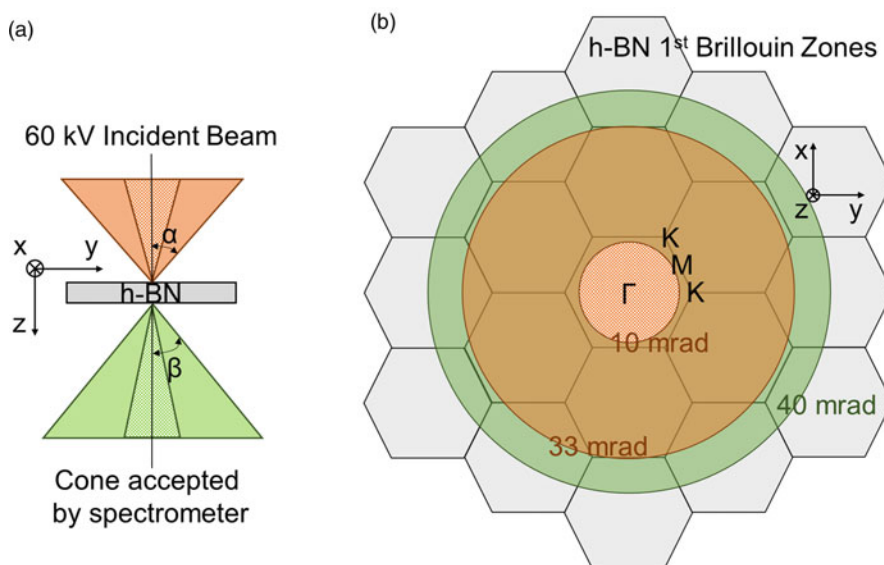 (a)
60 kV Incident Beam
α
x
y
h-BN
z
β
Cone accepted
by spectrometer
(b)
h-BN 1st Brillouin Zones
x
z
y
K
M
Γ
K
10 mrad
40 mrad
33 mrad